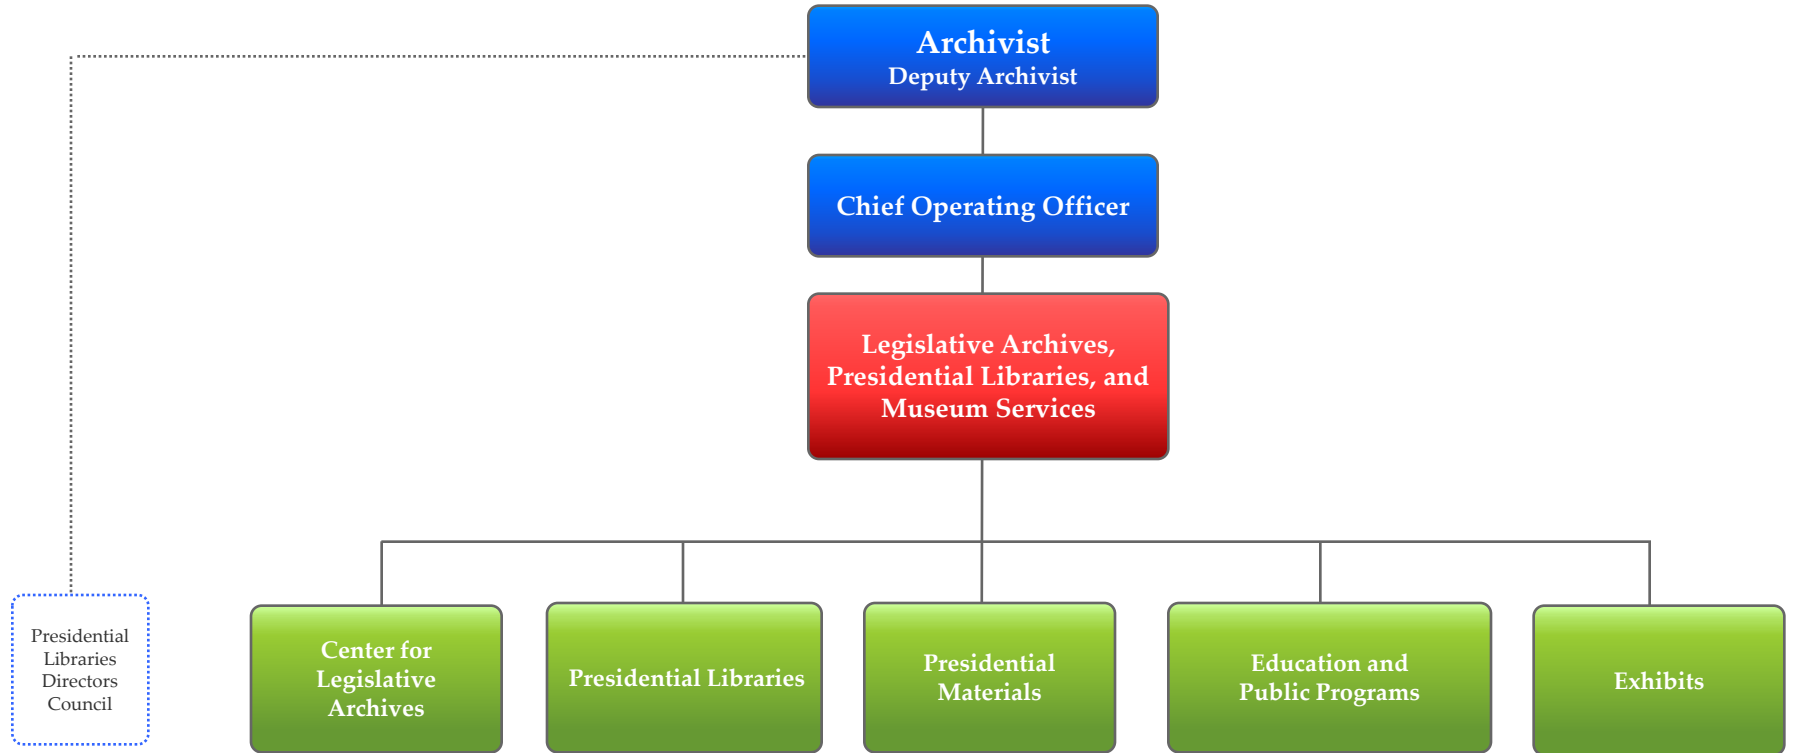 Archivist
Deputy Archivist
Chief Operating Officer
Legislative Archives,
Presidential Libraries, and
Museum Services
Presidential
Libraries
Directors
Council
Center for
Legislative
Archives
Presidential Libraries
Presidential
Materials
Education and
Public Programs
Exhibits